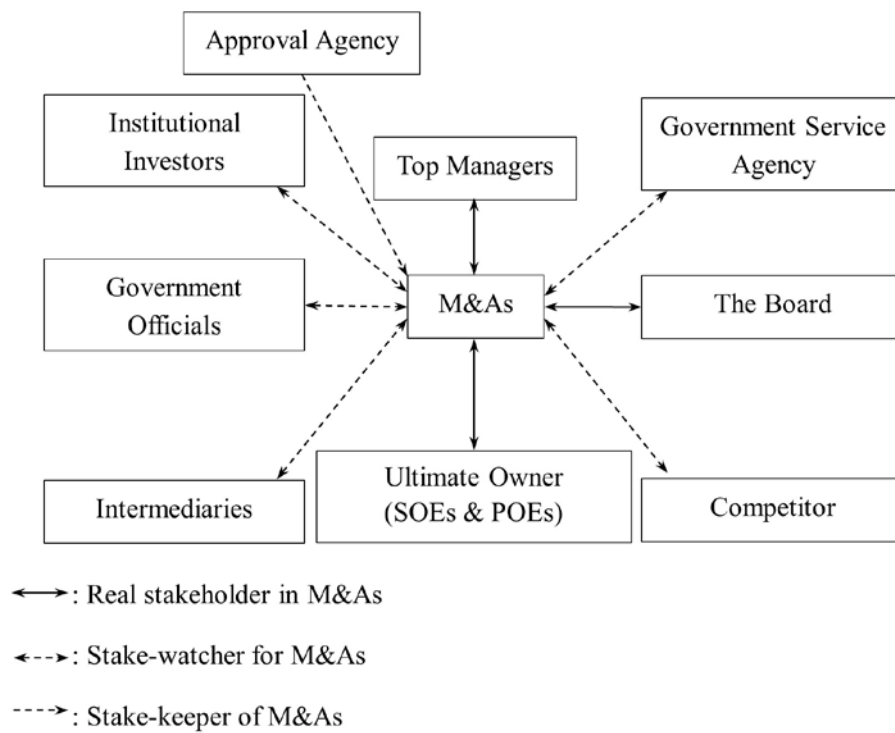 Approval Agency
Institutional
Investors
Top Managers
Government Service
Agency
Government
Officials
M&As
The Board
Intermediaries
Ultimate Owner
(SOEs & POEs)
Competitor
: Real stakeholder in M&As
: Stake-watcher for M&As
: Stake-keeper of M&As